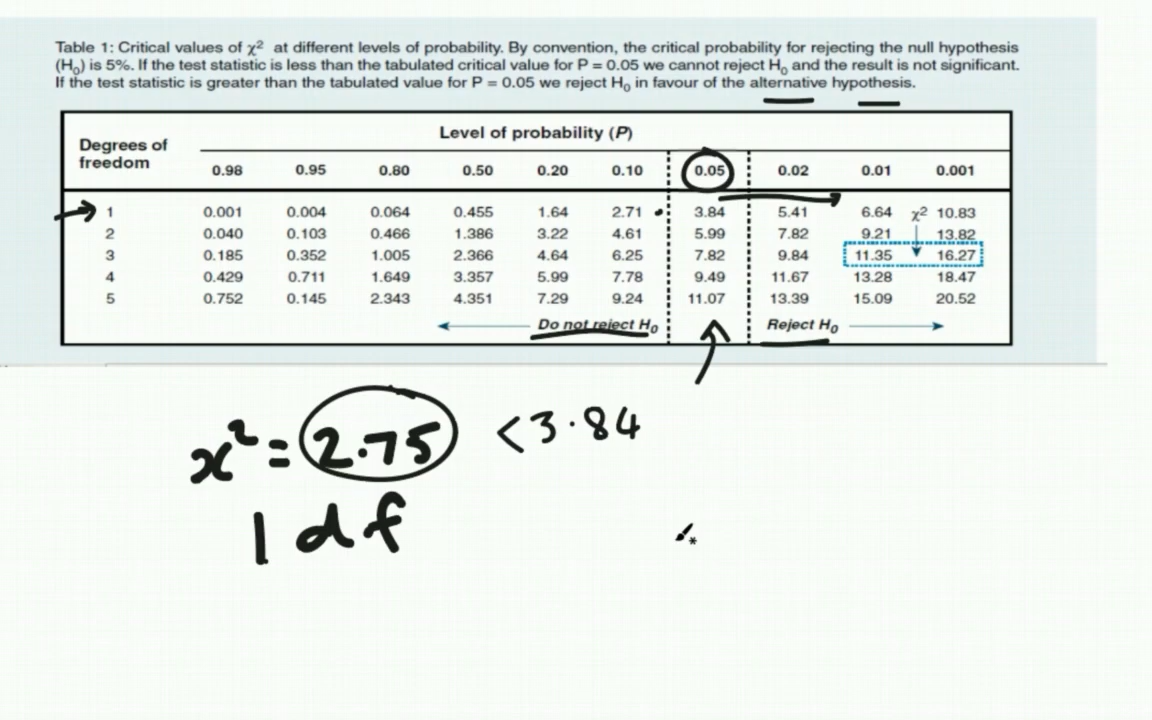 Table 1: Critical values of χ² at different levels of probability. By convention, the critical probability for rejecting the null hypothesis
(H₀) is 5%. If the test statistic is less than the tabulated critical value for P = 0.05 we cannot reject H₀ and the result is not significant.
If the test statistic is greater than the tabulated value for P = 0.05 we reject H₀ in favour of the alternative hypothesis.
Level of probability (P)
Degrees of
freedom
0.98 0.95 0.80 0.50 0.20 0.10 0.05 0.02 0.01 0.001
1 0.001 0.004 0.064 0.455 1.64 2.71 3.84 5.41 6.64 χ² 10.83
2 0.040 0.103 0.466 1.386 3.22 4.61 5.99 7.82 9.21 13.82
3 0.185 0.352 1.005 2.366 4.64 6.25 7.82 9.84 11.35 16.27
4 0.429 0.711 1.649 3.357 5.99 7.78 9.49 11.67 13.28 18.47
5 0.752 0.145 2.343 4.351 7.29 9.24 11.07 13.39 15.09 20.52
Do not reject H₀ Reject H₀
x² = 2.75 < 3.84
1 df